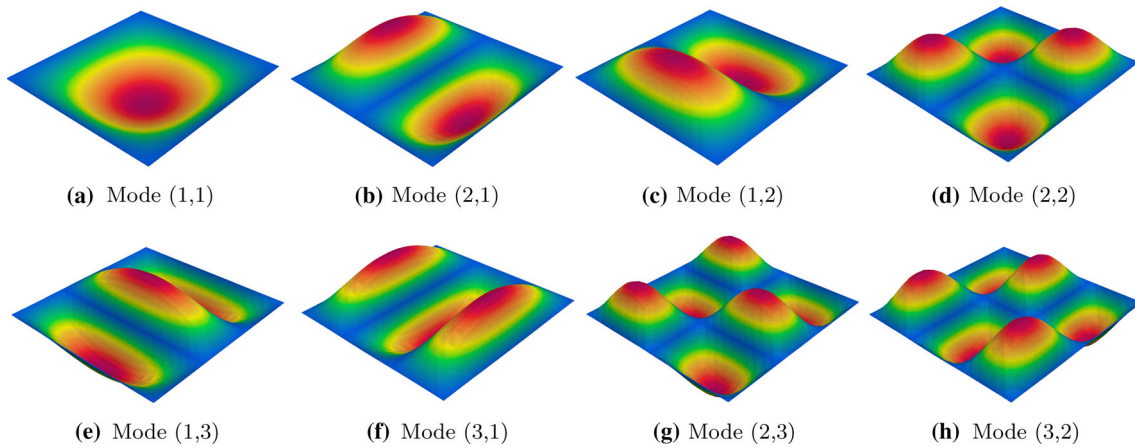 (a) Mode (1,1)
(b) Mode (2,1)
(c) Mode (1,2)
(d) Mode (2,2)
(e) Mode (1,3)
(f) Mode (3,1)
(g) Mode (2,3)
(h) Mode (3,2)